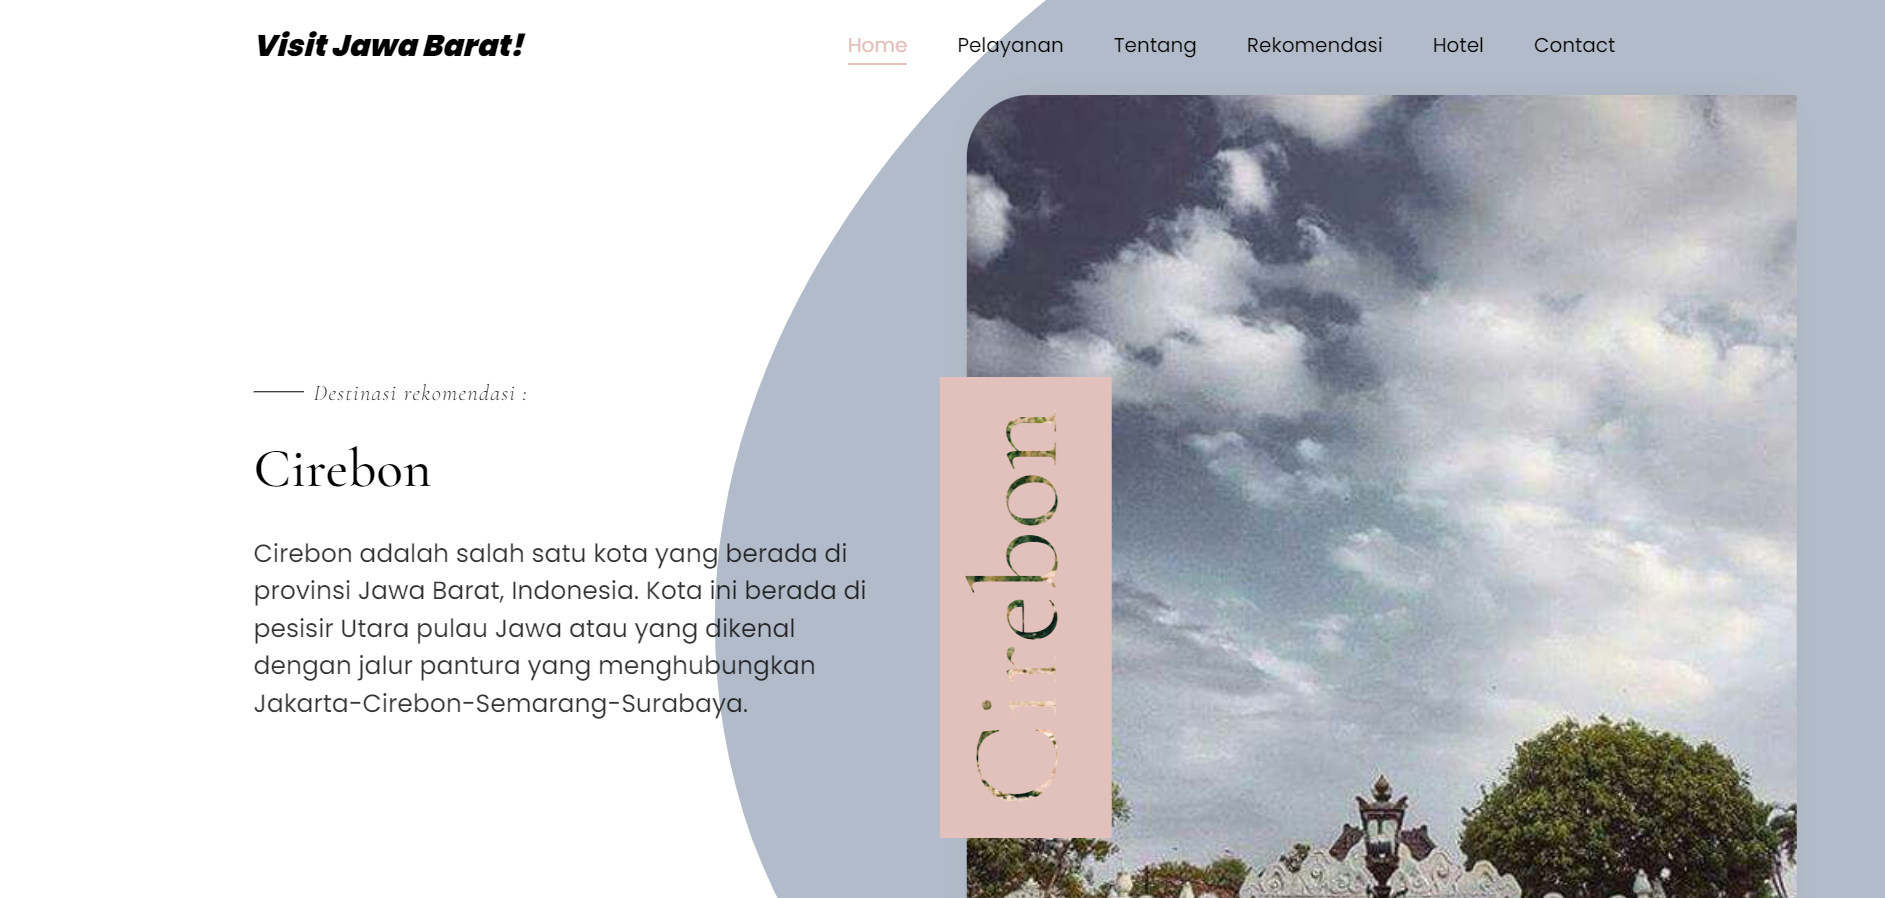 Visit Jawa Barat!
Home Pelayanan Tentang Rekomendasi Hotel Contact
Destinasi rekomendasi :
Cirebon
Cirebon adalah salah satu kota yang berada di
provinsi Jawa Barat, Indonesia. Kota ini berada di
pesisir Utara pulau Jawa atau yang dikenal
dengan jalur pantura yang menghubungkan
Jakarta-Cirebon-Semarang-Surabaya.
Cirebon